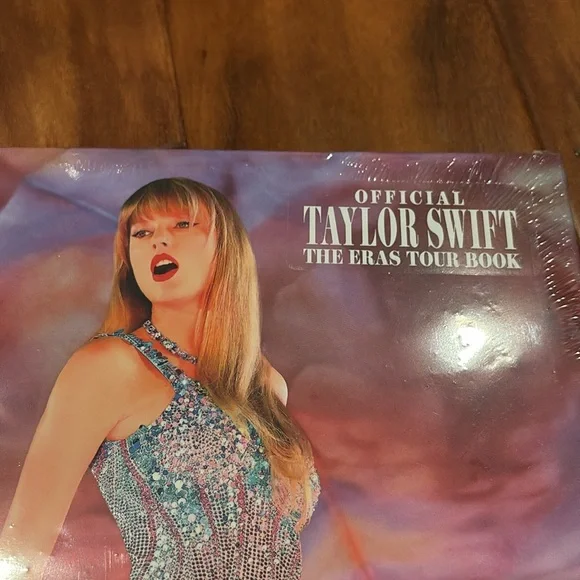 OFFICIAL
TAYLOR SWIFT
THE ERAS TOUR BOOK